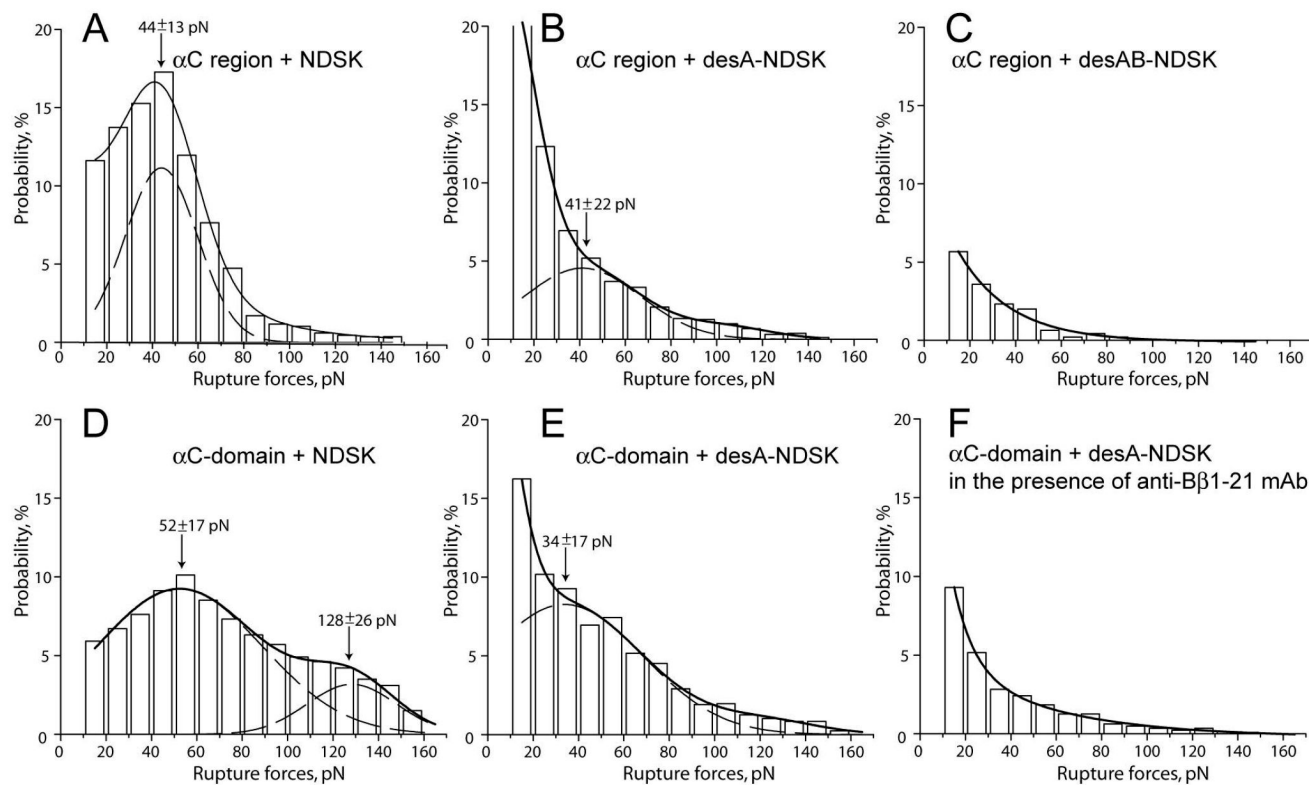 A
44±13 pN
αC region + NDSK
20
15
10
5
0
Probability, %
0 20 40 60 80 100 120 140 160
Rupture forces, pN
B
αC region + desA-NDSK
41±22 pN
20
15
10
5
0
Probability, %
0 20 40 60 80 100 120 140 160
Rupture forces, pN
C
αC region + desAB-NDSK
20
15
10
5
0
Probability, %
0 20 40 60 80 100 120 140 160
Rupture forces, pN
D
αC-domain + NDSK
52±17 pN
128±26 pN
20
15
10
5
0
Probability, %
0 20 40 60 80 100 120 140 160
Rupture forces, pN
E
αC-domain + desA-NDSK
34±17 pN
20
15
10
5
0
Probability, %
0 20 40 60 80 100 120 140 160
Rupture forces, pN
F
αC-domain + desA-NDSK
in the presence of anti-Bβ1-21 mAb
20
15
10
5
0
Probability, %
0 20 40 60 80 100 120 140 160
Rupture forces, pN